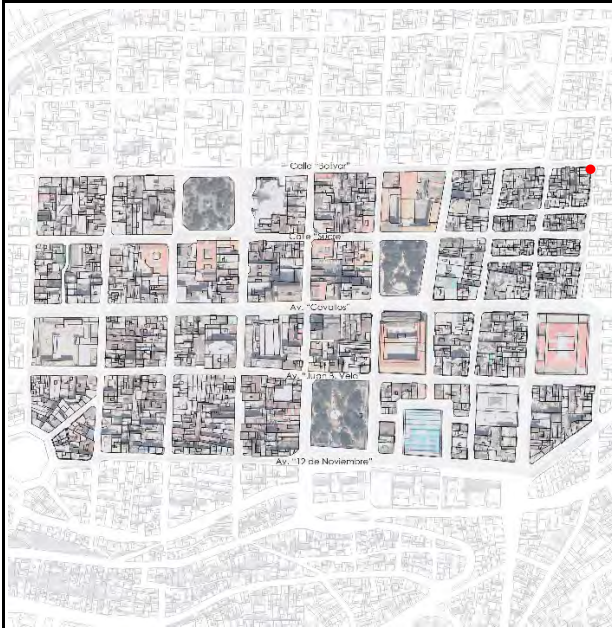 Calle "Bolívar"
Calle "Sucre"
Av. "Cevallos"
Av. "Juan B. Vela"
Av. "12 de Noviembre"